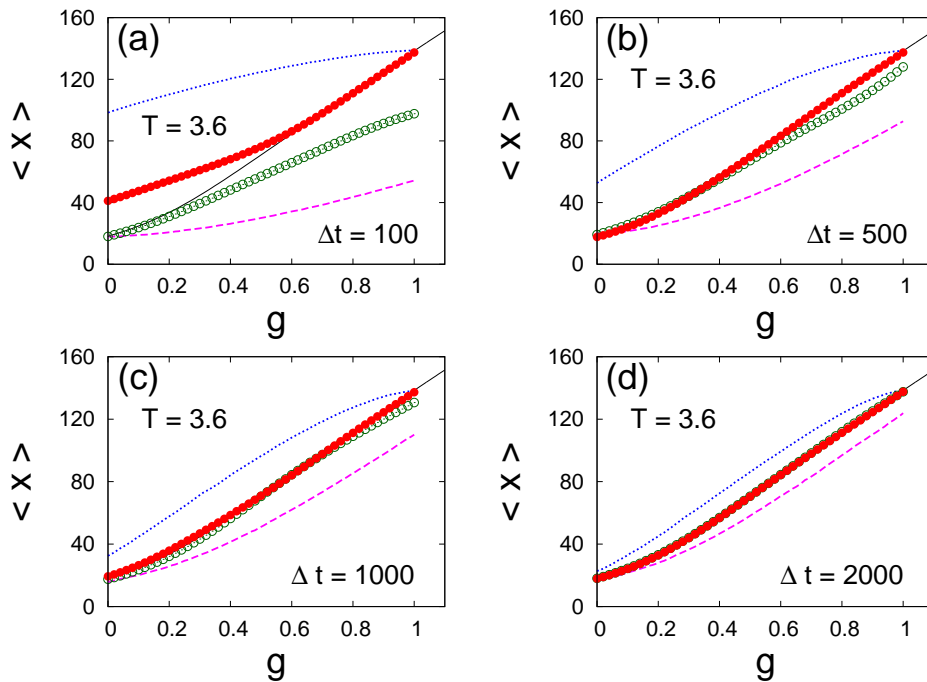 (a)
160
120
80
40
0
< x >
T = 3.6
Δt = 100
0 0.2 0.4 0.6 0.8 1
g
(b)
160
120
80
40
0
< x >
T = 3.6
Δt = 500
0 0.2 0.4 0.6 0.8 1
g
(c)
160
120
80
40
0
< x >
T = 3.6
Δ t = 1000
0 0.2 0.4 0.6 0.8 1
g
(d)
160
120
80
40
0
< x >
T = 3.6
Δ t = 2000
0 0.2 0.4 0.6 0.8 1
g